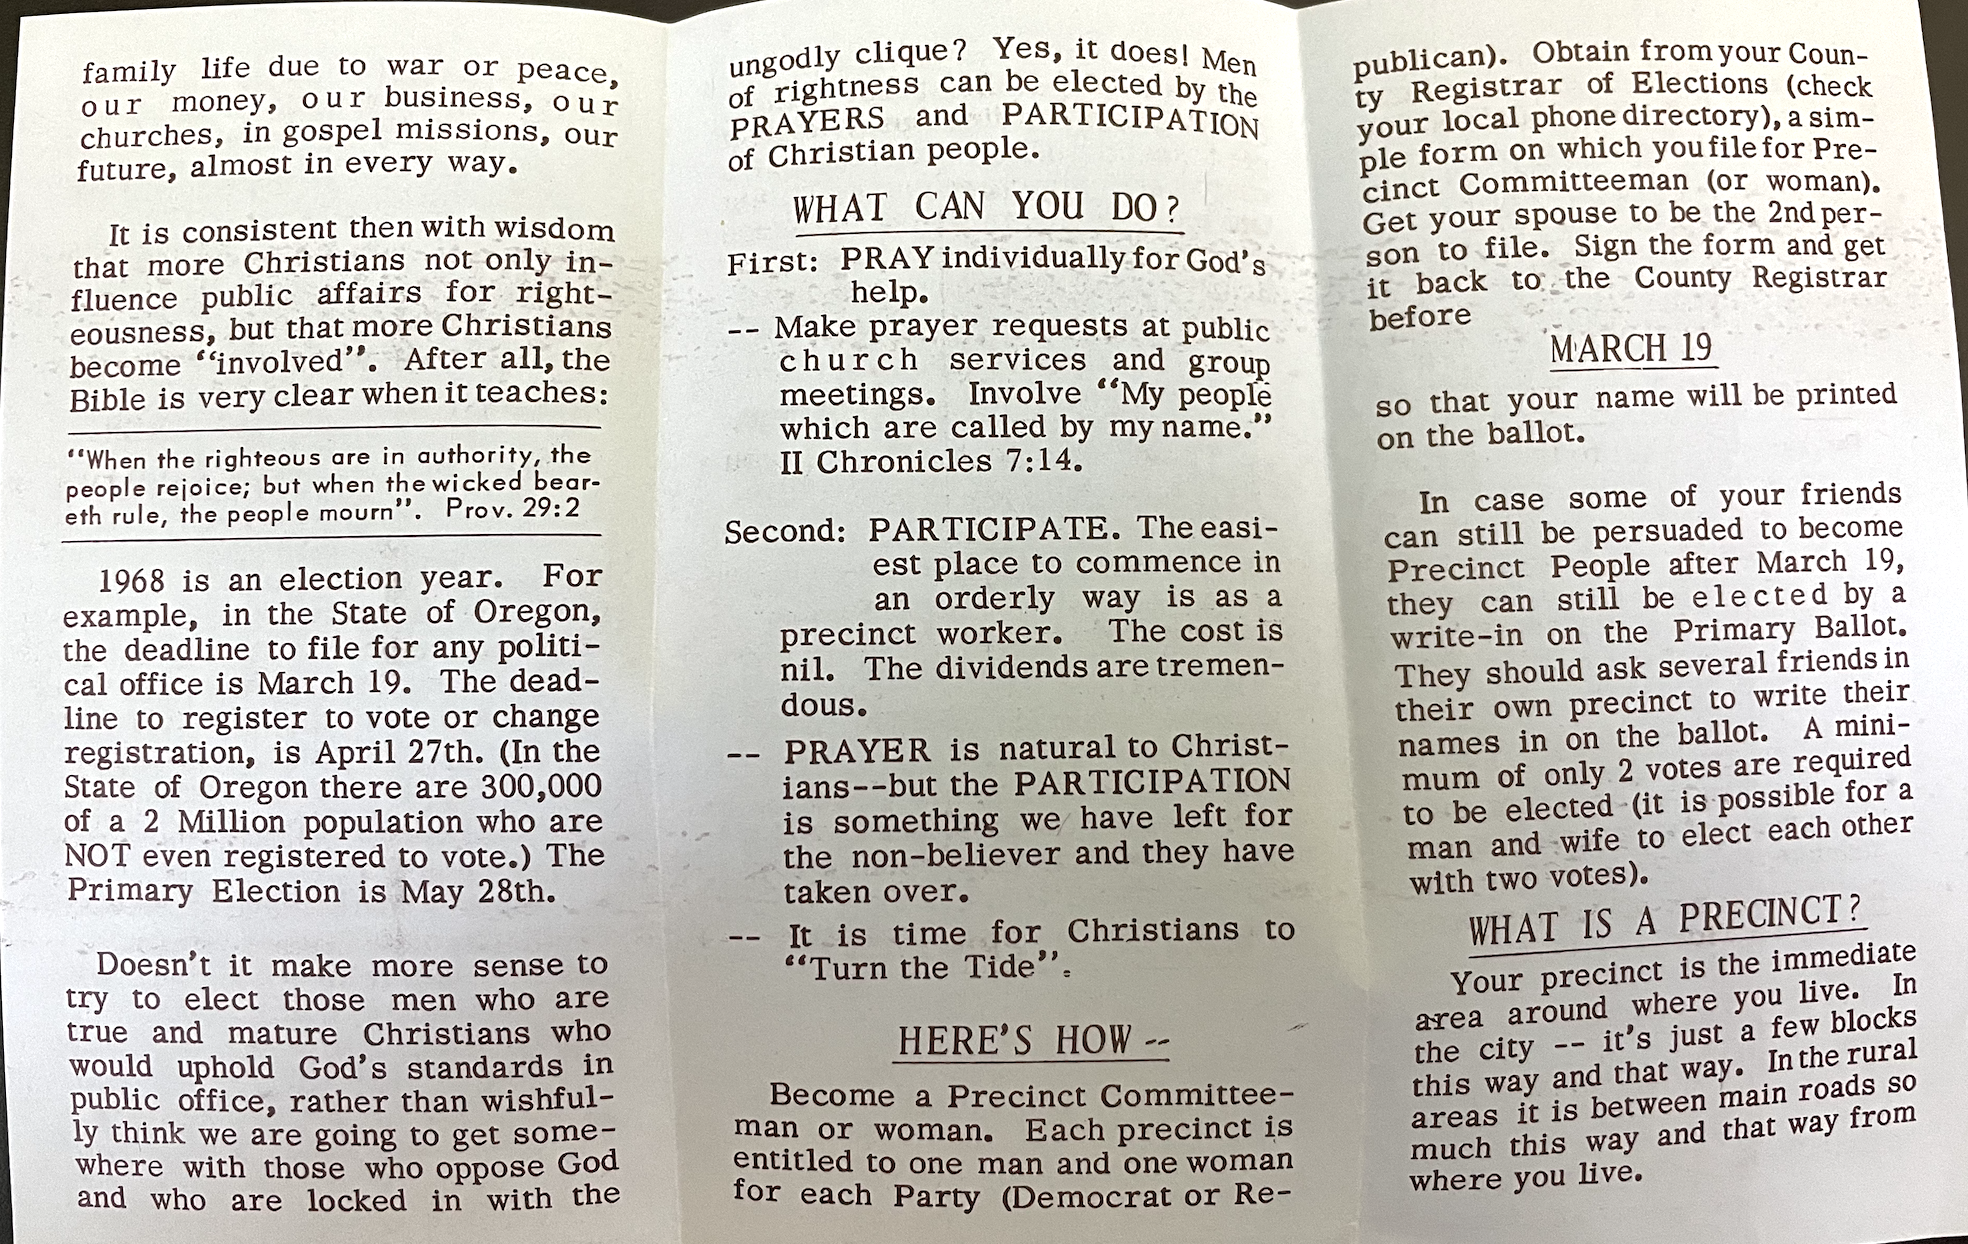 family life due to war or peace,
our money, our business, our
churches, in gospel missions, our
future, almost in every way.
It is consistent then with wisdom
that more Christians not only in-
fluence public affairs for right-
eousness, but that more Christians
become "involved". After all, the
Bible is very clear when it teaches:
"When the righteous are in authority, the
people rejoice; but when the wicked bear-
eth rule, the people mourn". Prov. 29:2
1968 is an election year. For
example, in the State of Oregon,
the deadline to file for any politi-
cal office is March 19. The dead-
line to register to vote or change
registration, is April 27th. (In the
State of Oregon there are 300,000
of a 2 Million population who are
NOT even registered to vote.) The
Primary Election is May 28th.
Doesn't it make more sense to
try to elect those men who are
true and mature Christians who
would uphold God's standards in
public office, rather than wishful-
ly think we are going to get some-
where with those who oppose God
and who are locked in with the
ungodly clique? Yes, it does! Men
of rightness can be elected by the
PRAYERS and PARTICIPATION
of Christian people.
WHAT CAN YOU DO?
First: PRAY individually for God's
help.
-- Make prayer requests at public
church services and group
meetings. Involve "My people
which are called by my name."
II Chronicles 7:14.
Second: PARTICIPATE. The easi-
est place to commence in
an orderly way is as a
precinct worker. The cost is
nil. The dividends are tremen-
dous.
-- PRAYER is natural to Christ-
ians--but the PARTICIPATION
is something we have left for
the non-believer and they have
taken over.
-- It is time for Christians to
"Turn the Tide".
HERE'S HOW --
Become a Precinct Committee-
man or woman. Each precinct is
entitled to one man and one woman
for each Party (Democrat or Re-
publican). Obtain from your Coun-
ty Registrar of Elections (check
your local phone directory), a sim-
ple form on which you file for Pre-
cinct Committeeman (or woman).
Get your spouse to be the 2nd per-
son to file. Sign the form and get
it back to the County Registrar
before
MARCH 19
so that your name will be printed
on the ballot.
In case some of your friends
can still be persuaded to become
Precinct People after March 19,
they can still be elected by a
write-in on the Primary Ballot.
They should ask several friends in
their own precinct to write their
names in on the ballot. A mini-
mum of only 2 votes are required
to be elected (it is possible for a
man and wife to elect each other
with two votes).
WHAT IS A PRECINCT?
Your precinct is the immediate
area around where you live. In
the city -- it's just a few blocks
this way and that way. In the rural
areas it is between main roads so
much this way and that way from
where you live.